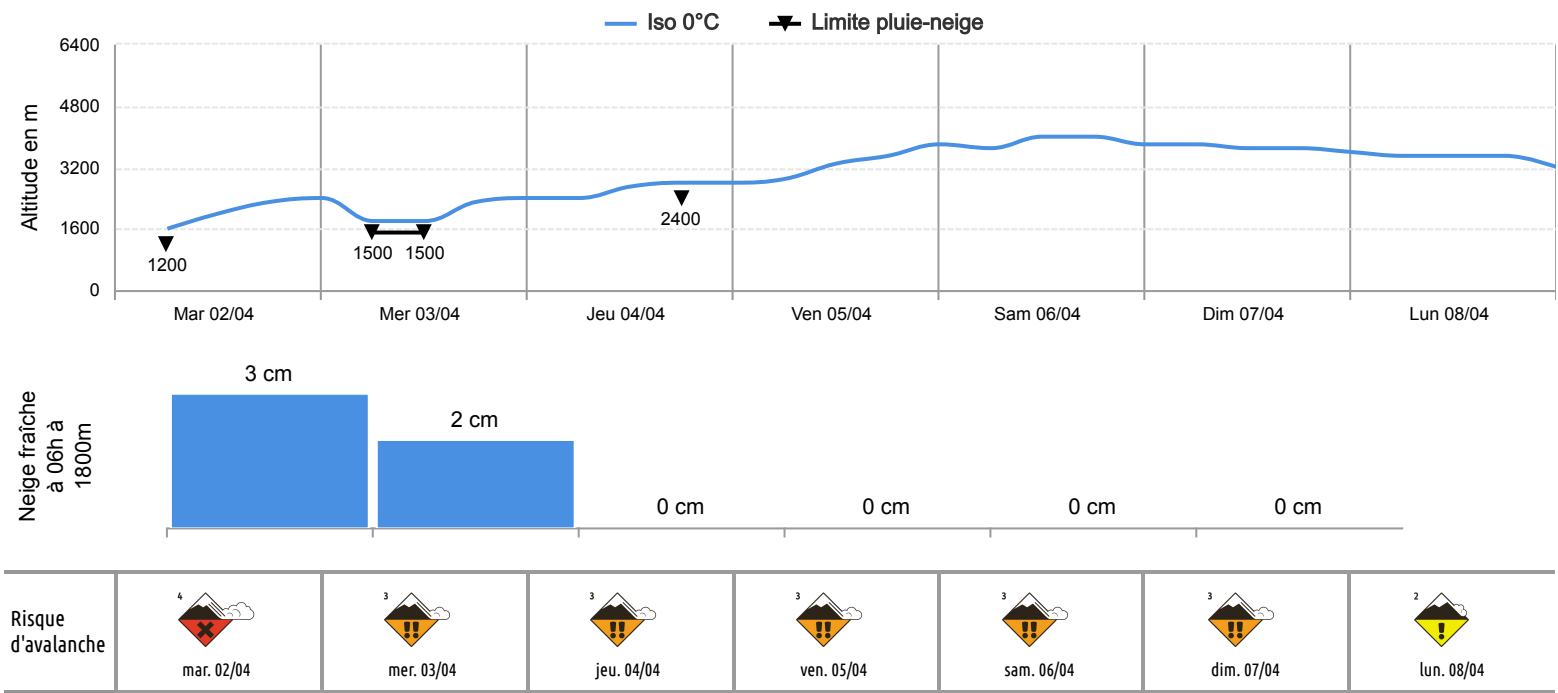 Iso 0°C Limite pluie-neige
Altitude en m
6400
4800
3200
1600
0
1200
1500 1500
2400
Mar 02/04 Mer 03/04 Jeu 04/04 Ven 05/04 Sam 06/04 Dim 07/04 Lun 08/04
Neige fraîche
à 06h à
1800m
3 cm
2 cm
0 cm 0 cm 0 cm 0 cm
Risque
d'avalanche
4 3 3 3 3 3 2
!! !! !! !! !! !
mar. 02/04 mer. 03/04 jeu. 04/04 ven. 05/04 sam. 06/04 dim. 07/04 lun. 08/04